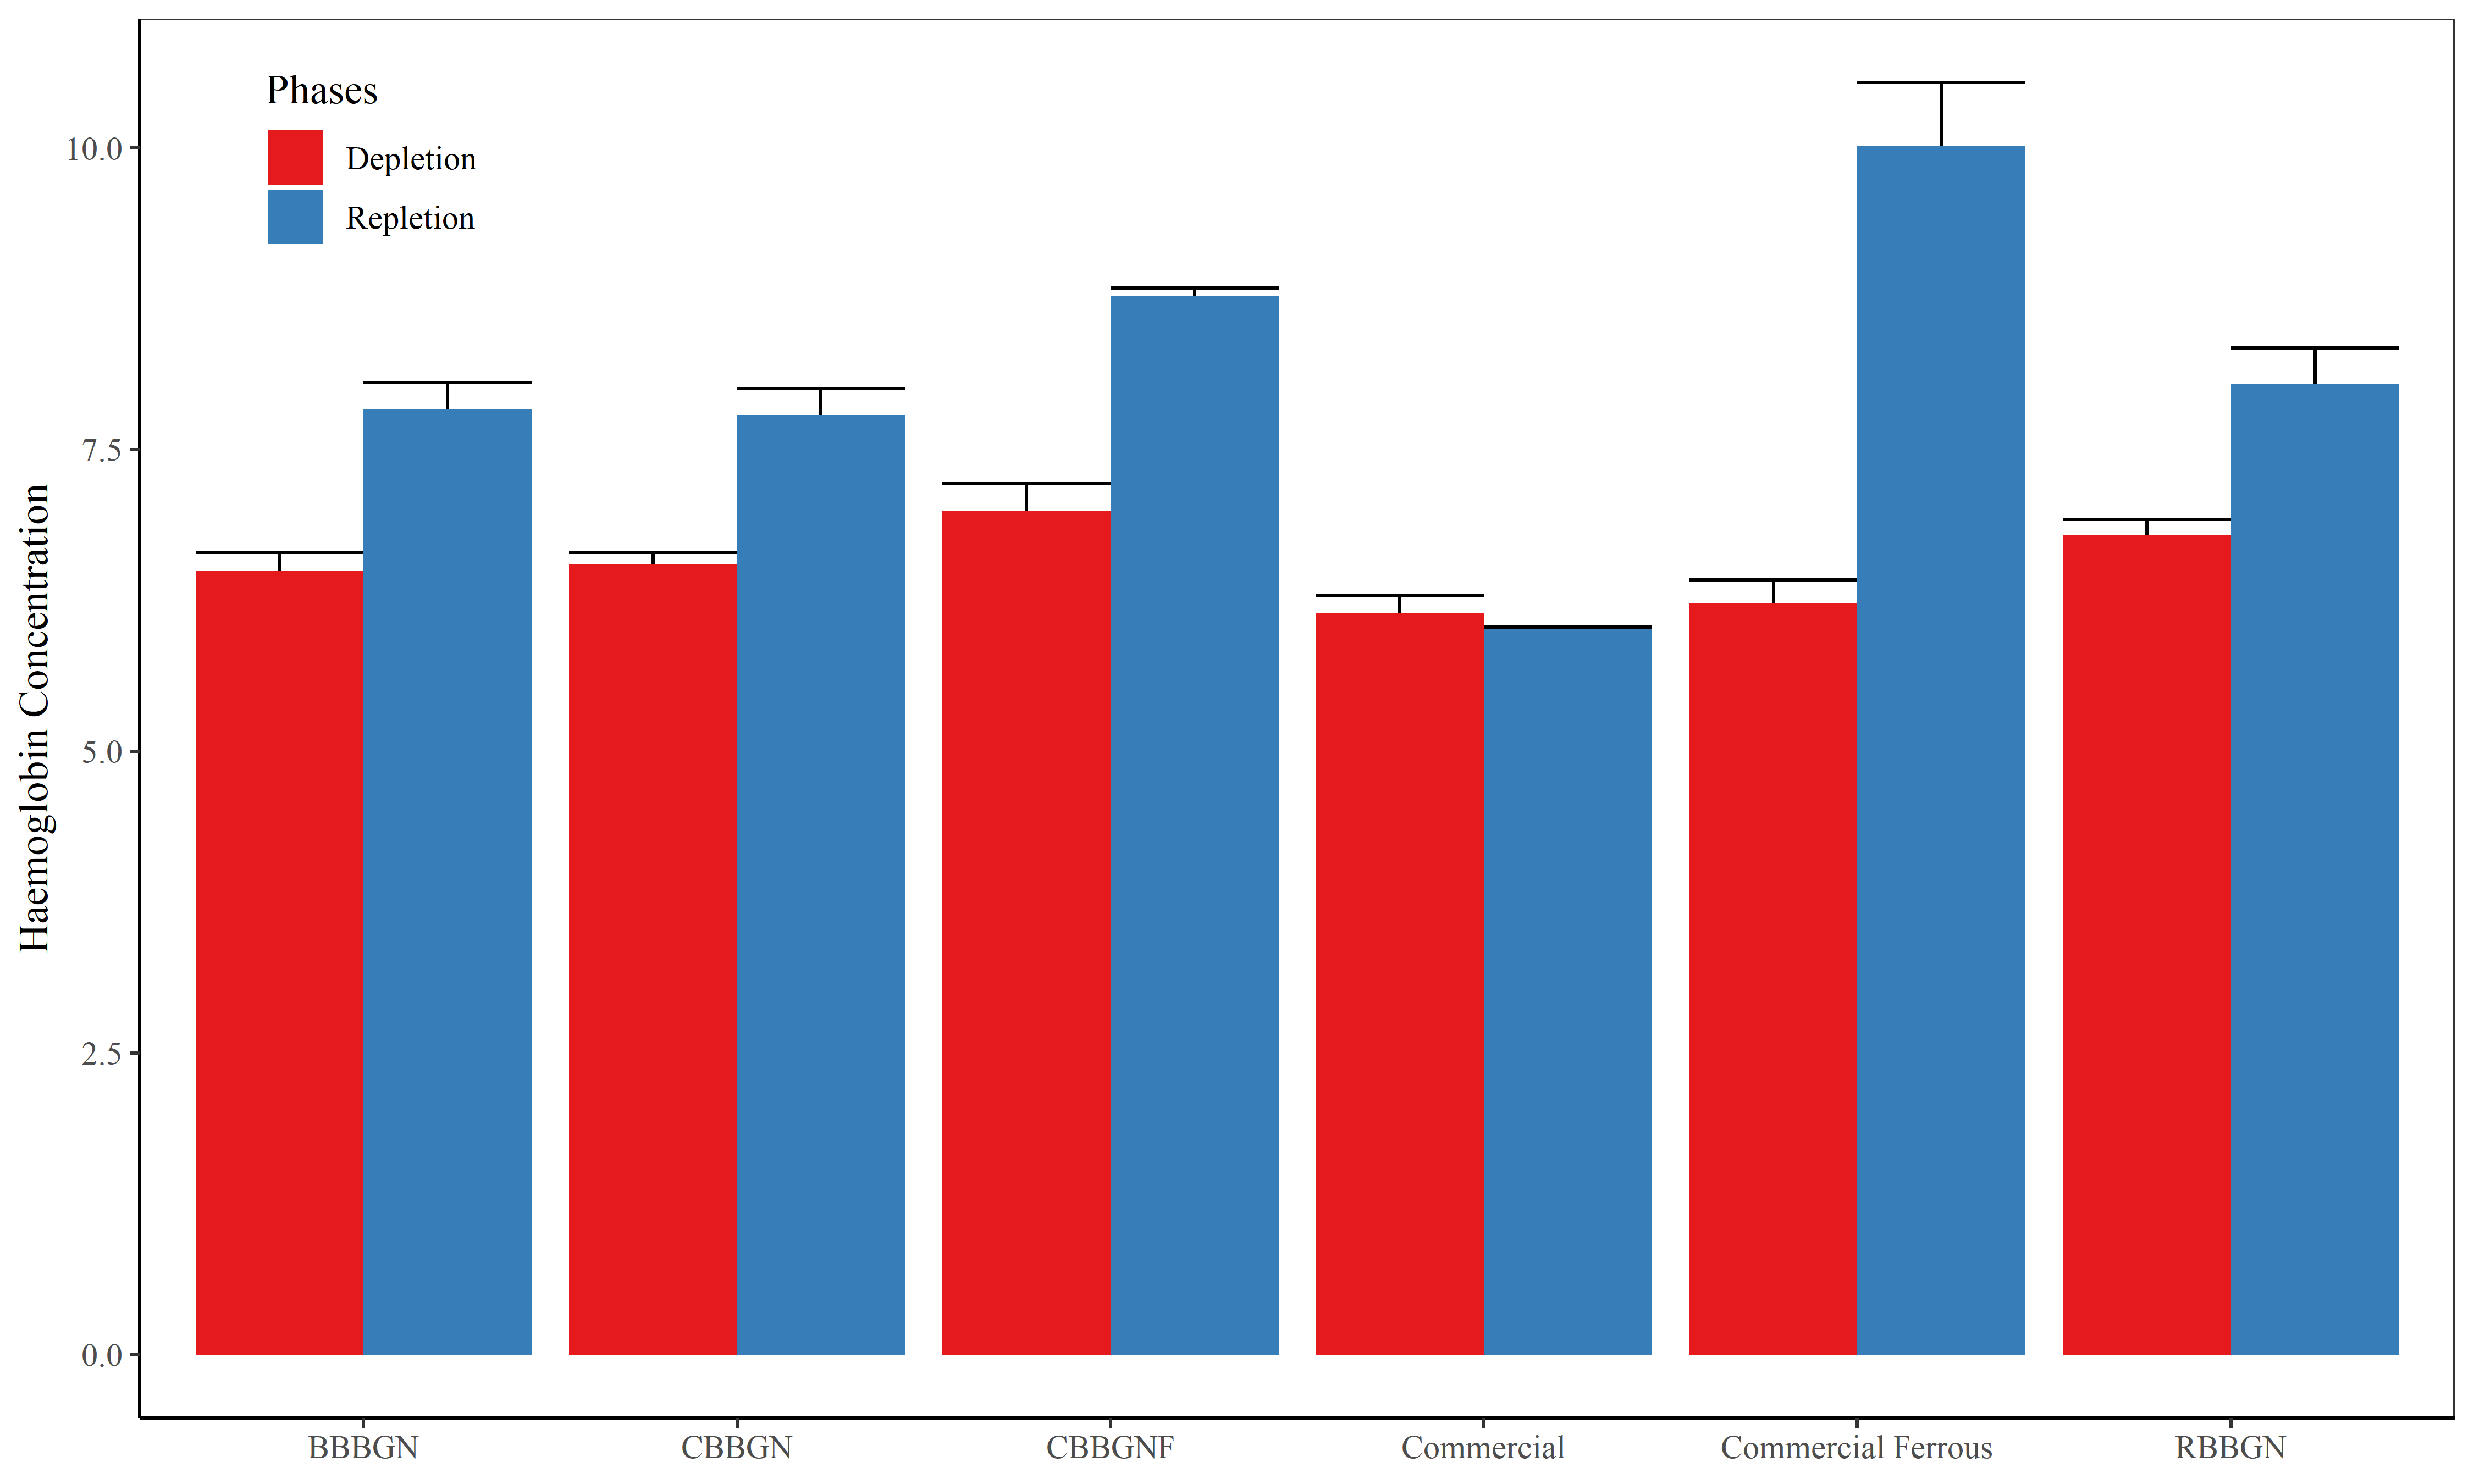 Phases
Depletion
Repletion
Haemoglobin Concentration
10.0
7.5
5.0
2.5
0.0
BBBGN
CBBGN
CBBGNF
Commercial
Commercial Ferrous
RBBGN